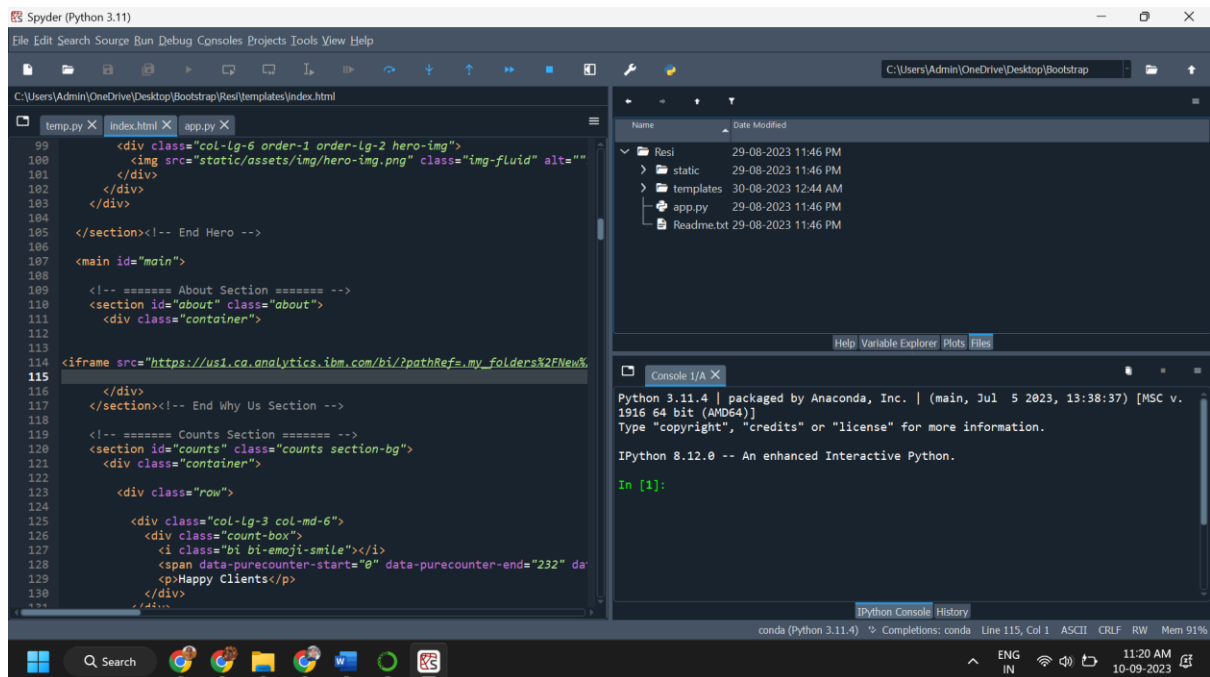 Spyder (Python 3.11)
File Edit Search Source Run Debug Consoles Projects Tools View Help
C:\Users\Admin\OneDrive\Desktop\Bootstrap
C:\Users\Admin\OneDrive\Desktop\Bootstrap\Resi\templates\index.html
temp.py X index.html X app.py X
99 <div class="col-lg-6 order-1 order-lg-2 hero-img">
100 <img src="static/assets/img/hero-img.png" class="img-fluid" alt=""
101 </div>
102 </div>
103 </div>
104
105 </section><!-- End Hero -->
106
107 <main id="main">
108
109 <!-- ======= About Section ======= -->
110 <section id="about" class="about">
111 <div class="container">
112
113
114 <iframe src="https://us1.ca.analytics.ibm.com/bi/?pathRef=.my_folders%2FNew%
115
116 </div>
117 </section><!-- End Why Us Section -->
118
119 <!-- ======= Counts Section ======= -->
120 <section id="counts" class="counts section-bg">
121 <div class="container">
122
123 <div class="row">
124
125 <div class="col-lg-3 col-md-6">
126 <div class="count-box">
127 <i class="bi bi-emoji-smile"></i>
128 <span data-purecounter-start="0" data-purecounter-end="232" da
129 <p>Happy Clients</p>
130 </div>
131 </div>
Name Date Modified
Resi 29-08-2023 11:46 PM
static 29-08-2023 11:46 PM
templates 30-08-2023 12:44 AM
app.py 29-08-2023 11:46 PM
Readme.txt 29-08-2023 11:46 PM
Help Variable Explorer Plots Files
Console 1/A X
Python 3.11.4 | packaged by Anaconda, Inc. | (main, Jul  5 2023, 13:38:37) [MSC v.
1916 64 bit (AMD64)]
Type "copyright", "credits" or "license" for more information.
IPython 8.12.0 -- An enhanced Interactive Python.
In [1]:
IPython Console History
conda (Python 3.11.4) Completions: conda Line 115, Col 1 ASCII CRLF RW Mem 91%
Search
ENG
IN
11:20 AM
10-09-2023